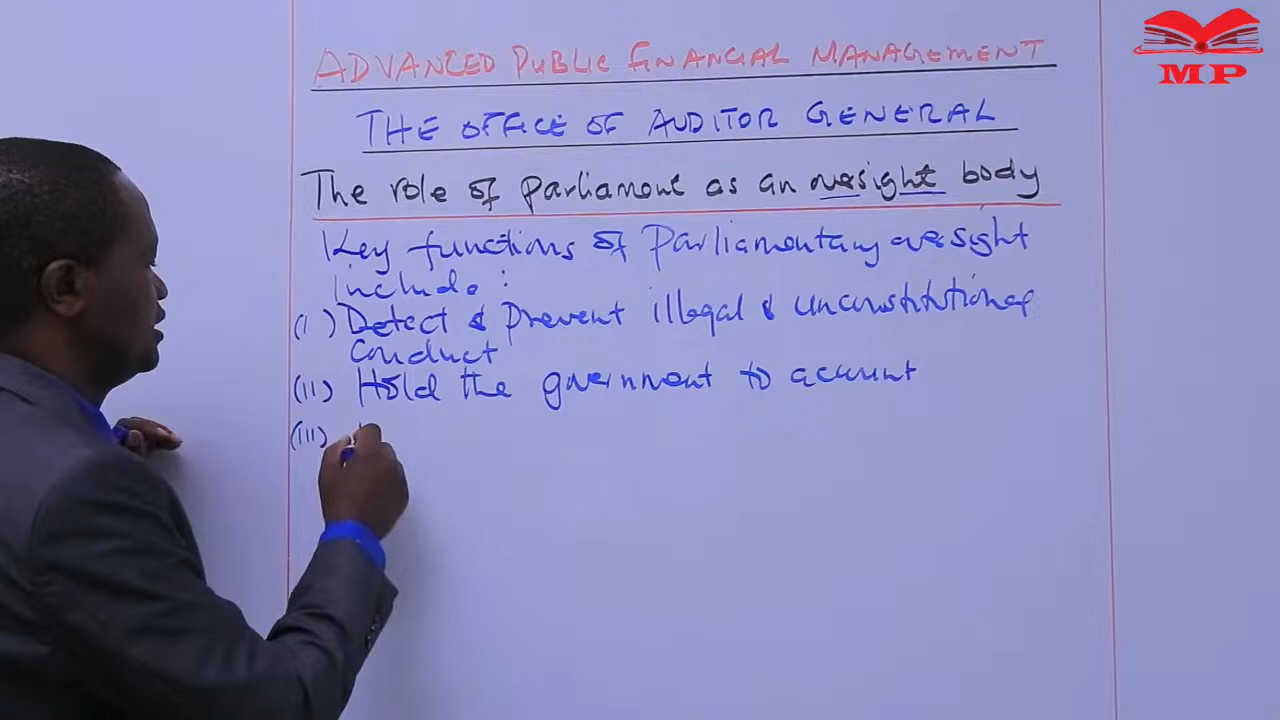 MP
ADVANCED PUBLIC FINANCIAL MANAGEMENT
THE OFFICE OF AUDITOR GENERAL
The role of parliament as an oversight body
Key functions of Parliamentary oversight
include :
(i) Detect & Prevent illegal & unconstitutional
conduct
(ii) Hold the government to account
(iii)